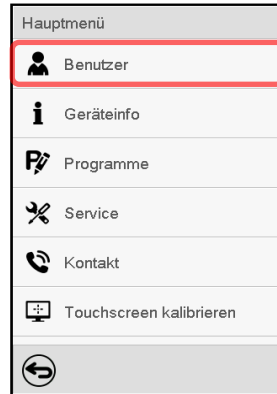 Hauptmenü
Benutzer
Geräteinfo
Programme
Service
Kontakt
Touchscreen kalibrieren